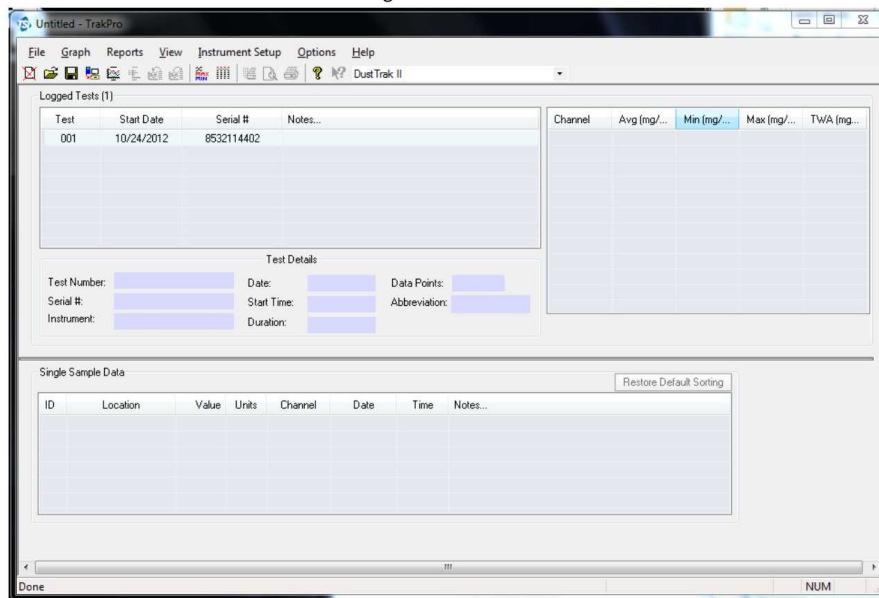 Untitled - TrakPro
File Graph Reports View Instrument Setup Options Help
DustTrak II
Logged Tests (1)
Test Start Date Serial # Notes...
001 10/24/2012 8532114402
Channel Avg (mg/... Min (mg/... Max (mg/... TWA (mg...
Test Details
Test Number: Date: Data Points:
Serial #: Start Time: Abbreviation:
Instrument: Duration:
Single Sample Data
Restore Default Sorting
ID Location Value Units Channel Date Time Notes...
Done NUM